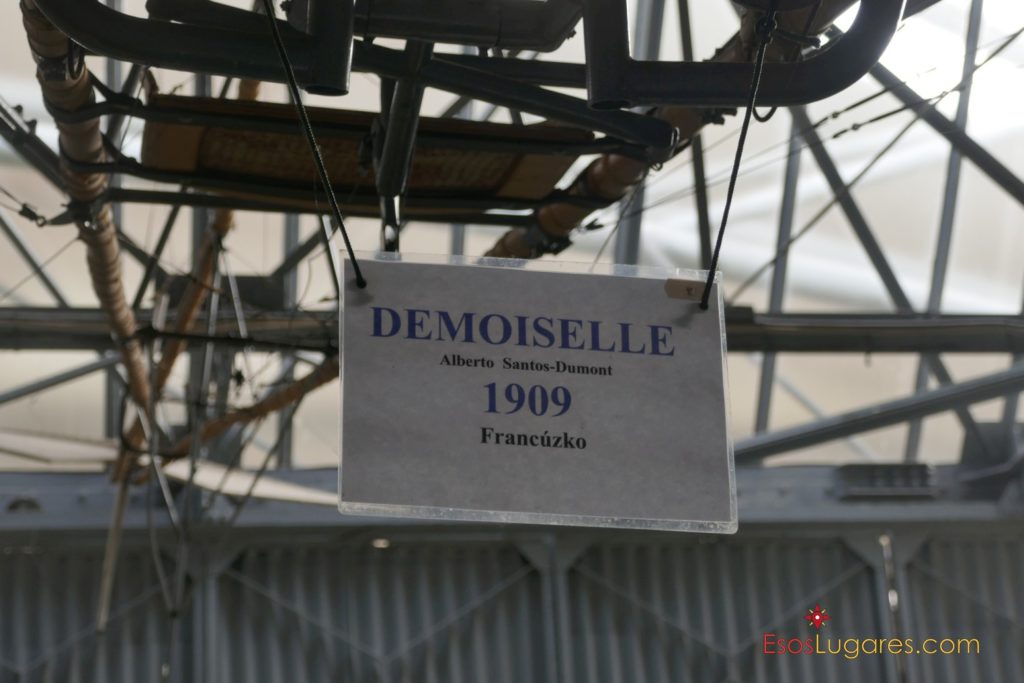 DEMOISELLE
Alberto Santos-Dumont
1909
Francúzko
EsosLugares.com